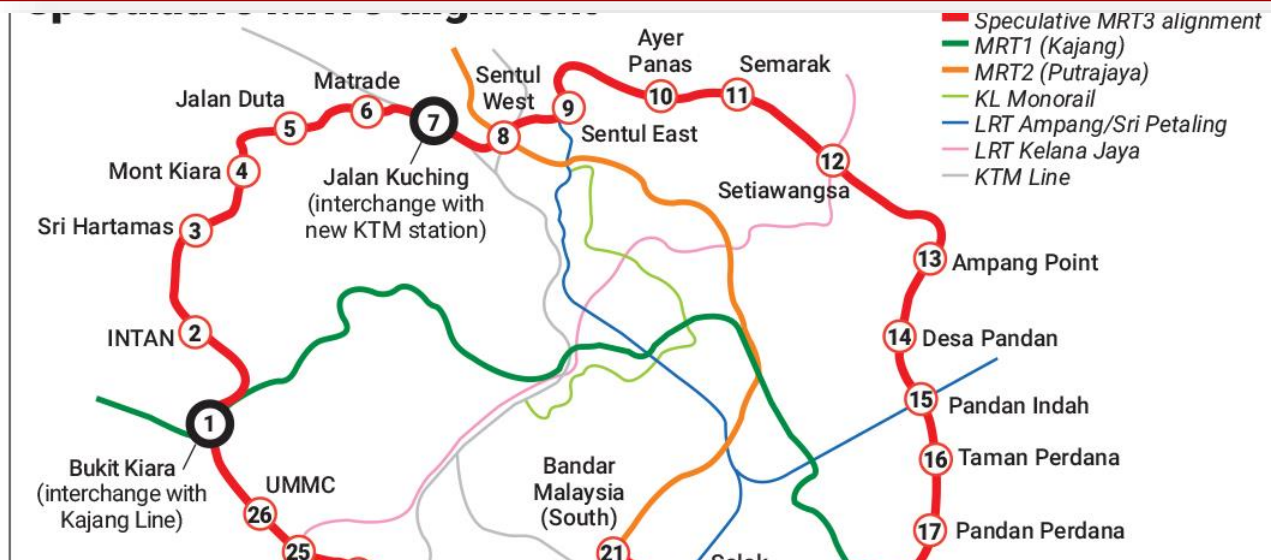 Speculative MRT3 alignment
Speculative MRT3 alignment
MRT1 (Kajang)
MRT2 (Putrajaya)
KL Monorail
LRT Ampang/Sri Petaling
LRT Kelana Jaya
KTM Line
Ayer
Panas
Semarak
Matrade
Sentul
West
Jalan Duta
6
7
8
9
10
11
5
Sentul East
12
Mont Kiara
4
Jalan Kuching
(interchange with
new KTM station)
Setiawangsa
Sri Hartamas
3
13
Ampang Point
INTAN
2
14
Desa Pandan
15
Pandan Indah
1
Bukit Kiara
(interchange with
Kajang Line)
UMMC
26
25
Bandar
Malaysia
(South)
21
16
Taman Perdana
17
Pandan Perdana
Salak